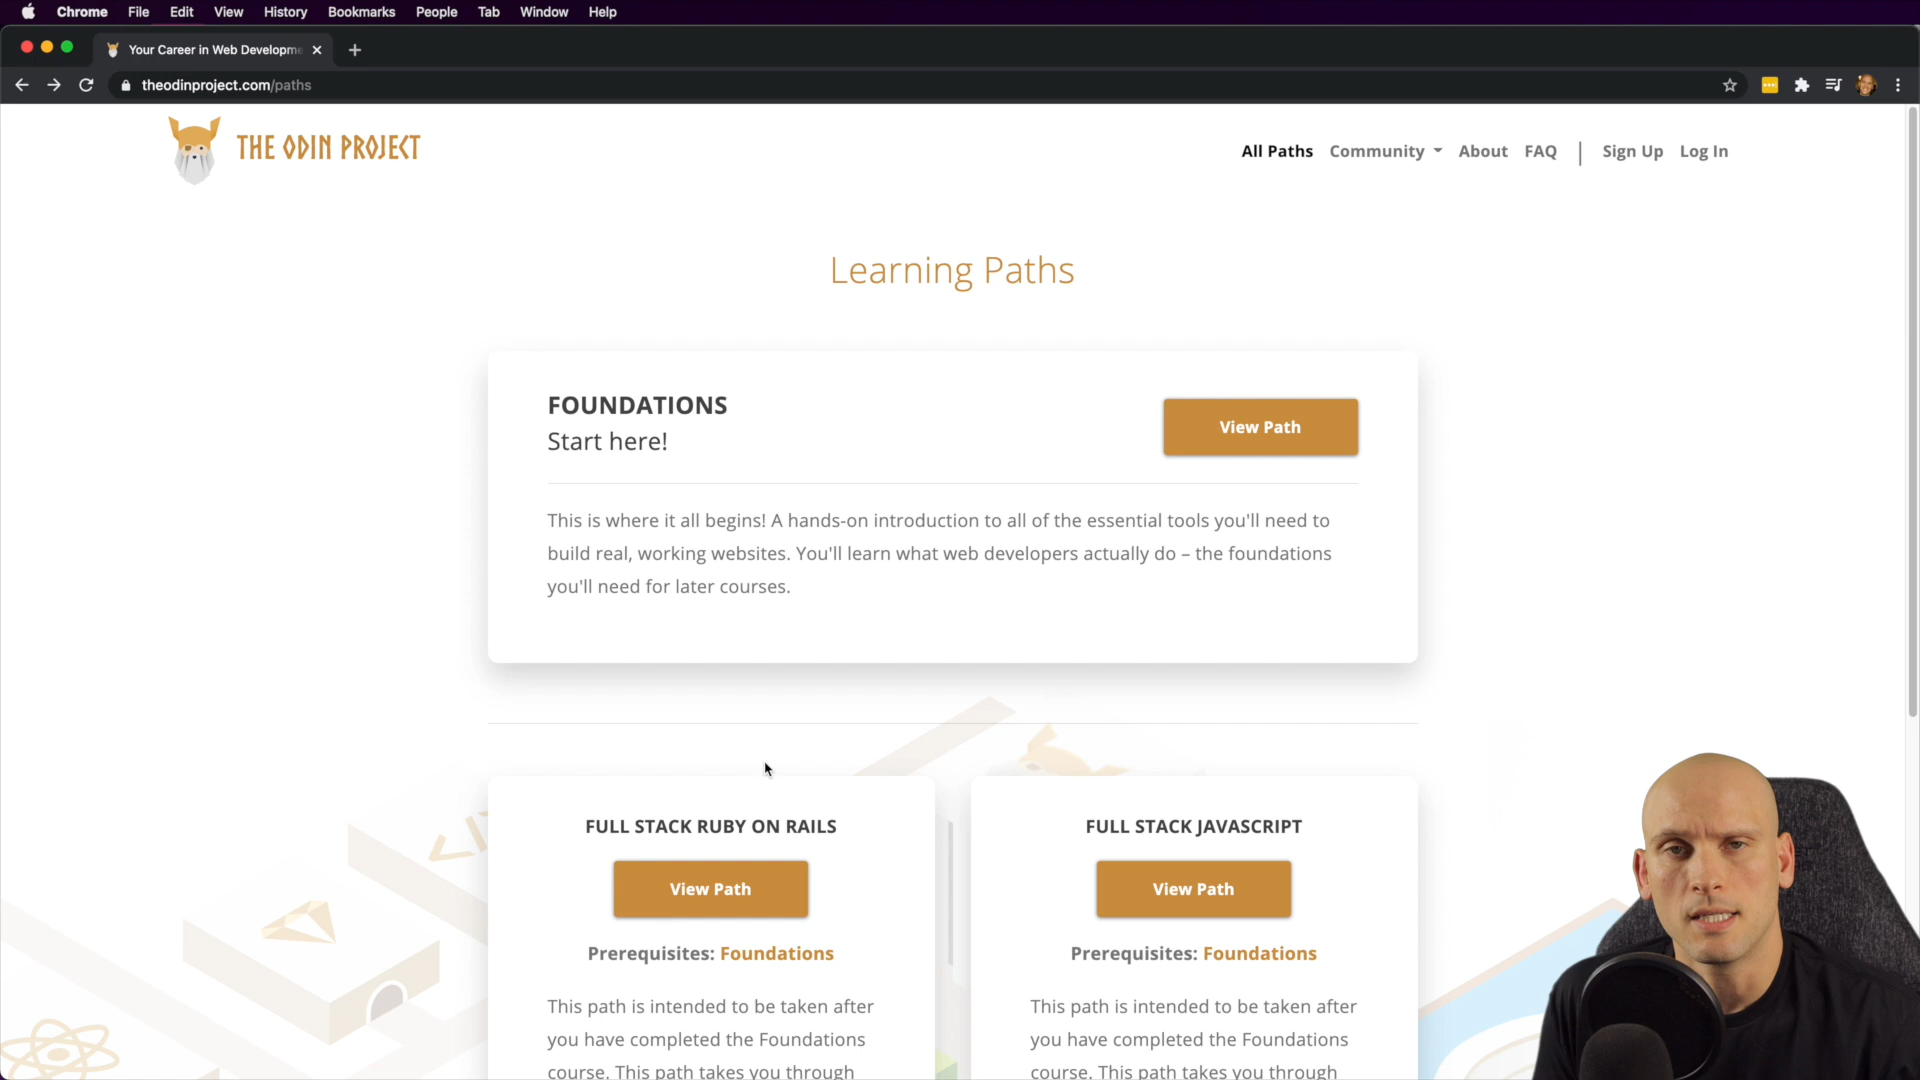 Chrome File Edit View History Bookmarks People Tab Window Help
Your Career in Web Developm
theodinproject.com/paths
THE ODIN PROJECT
All Paths Community About FAQ | Sign Up Log In
Learning Paths
FOUNDATIONS
Start here!
View Path
This is where it all begins! A hands-on introduction to all of the essential tools you'll need to
build real, working websites. You'll learn what web developers actually do – the foundations
you'll need for later courses.
FULL STACK RUBY ON RAILS
View Path
Prerequisites: Foundations
This path is intended to be taken after
you have completed the Foundations
course. This path takes you through
FULL STACK JAVASCRIPT
View Path
Prerequisites: Foundations
This path is intended to be taken after
you have completed the Foundations
course. This path takes you through